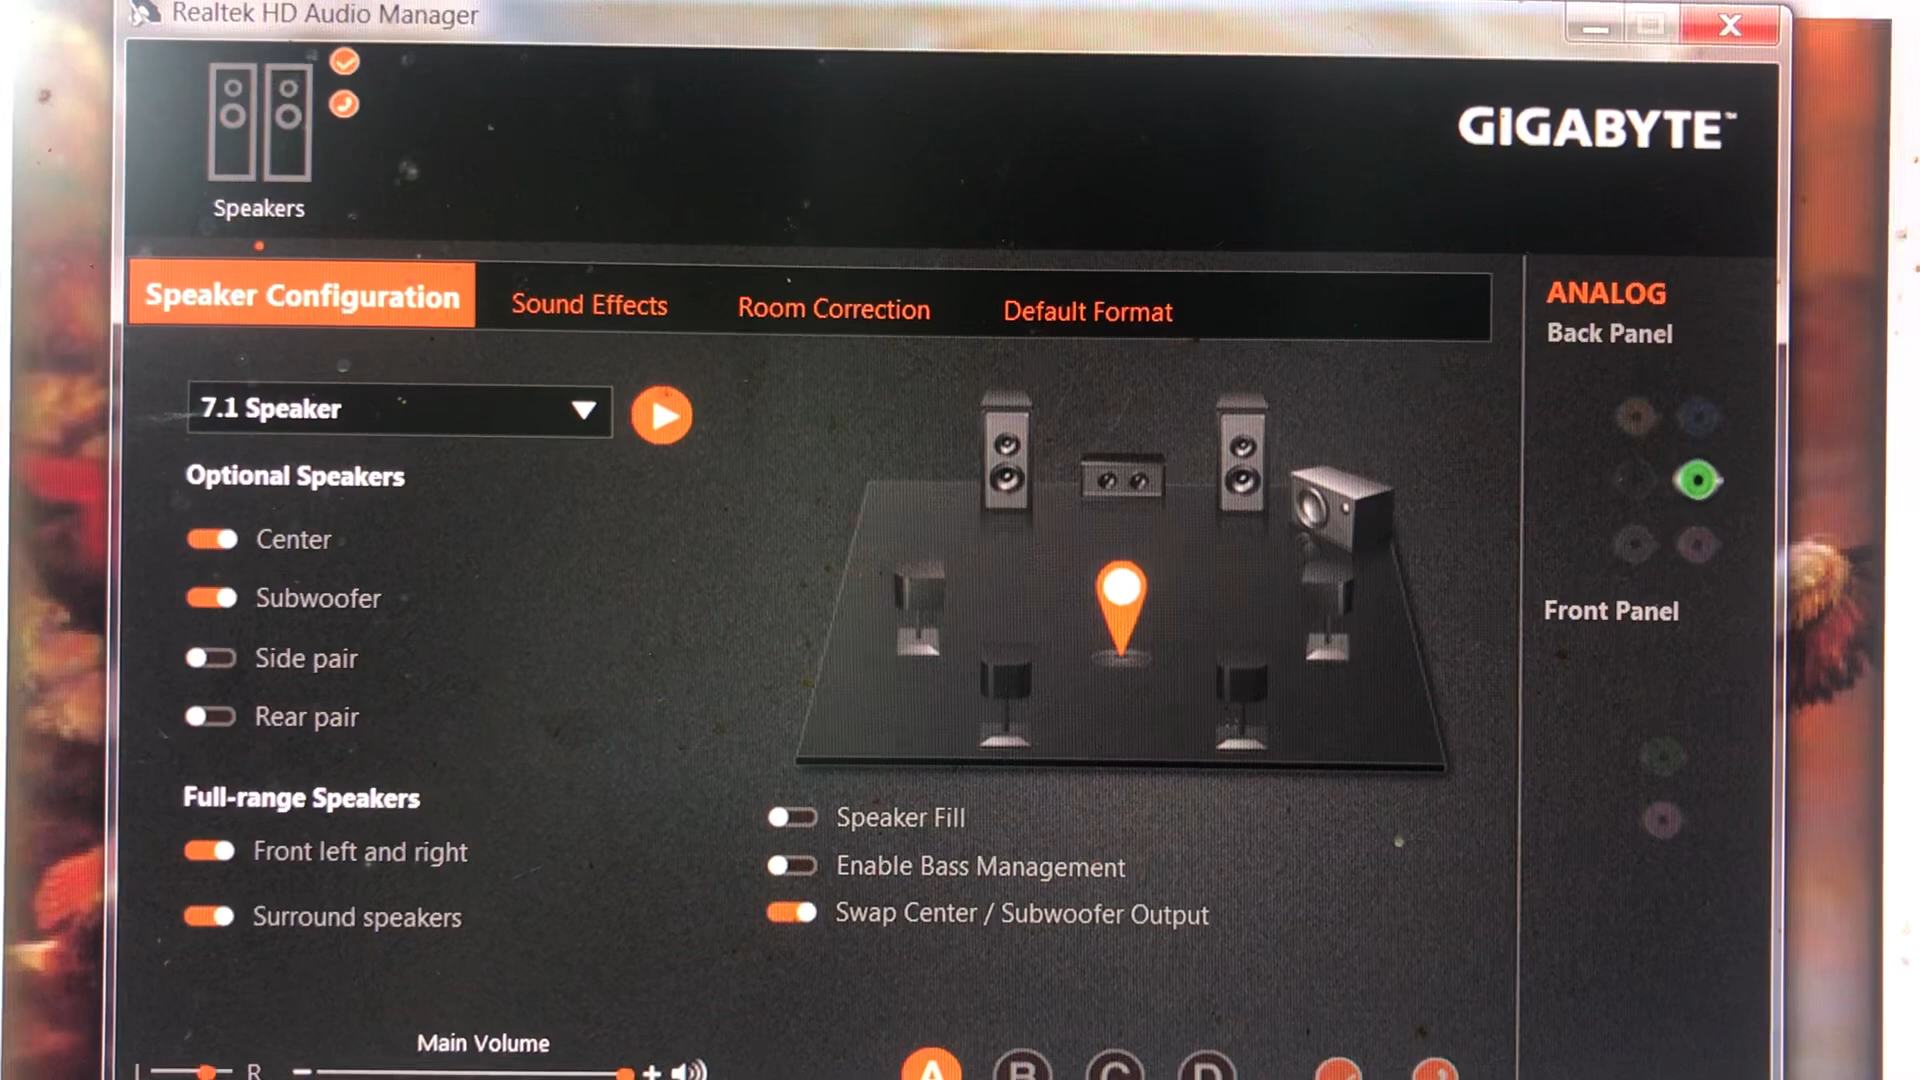 Realtek HD Audio Manager
GIGABYTE™
Speakers
Speaker Configuration
Sound Effects
Room Correction
Default Format
ANALOG
Back Panel
7.1 Speaker
Optional Speakers
Center
Subwoofer
Side pair
Rear pair
Front Panel
Full-range Speakers
Front left and right
Surround speakers
Speaker Fill
Enable Bass Management
Swap Center / Subwoofer Output
Main Volume
L R - +
A B C D